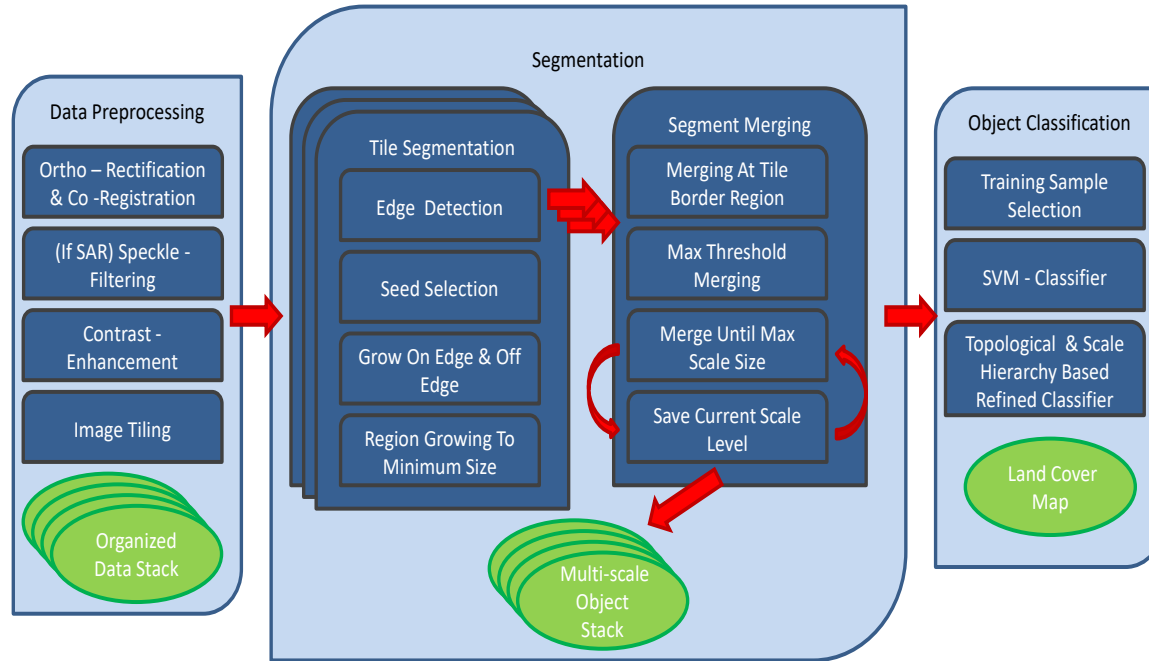 Data Preprocessing
Ortho – Rectification
& Co -Registration
(If SAR) Speckle -
Filtering
Contrast -
Enhancement
Image Tiling
Organized
Data Stack
Segmentation
Tile Segmentation
Edge Detection
Seed Selection
Grow On Edge & Off
Edge
Region Growing To
Minimum Size
Segment Merging
Merging At Tile
Border Region
Max Threshold
Merging
Merge Until Max
Scale Size
Save Current Scale
Level
Multi-scale
Object
Stack
Object Classification
Training Sample
Selection
SVM - Classifier
Topological & Scale
Hierarchy Based
Refined Classifier
Land Cover
Map